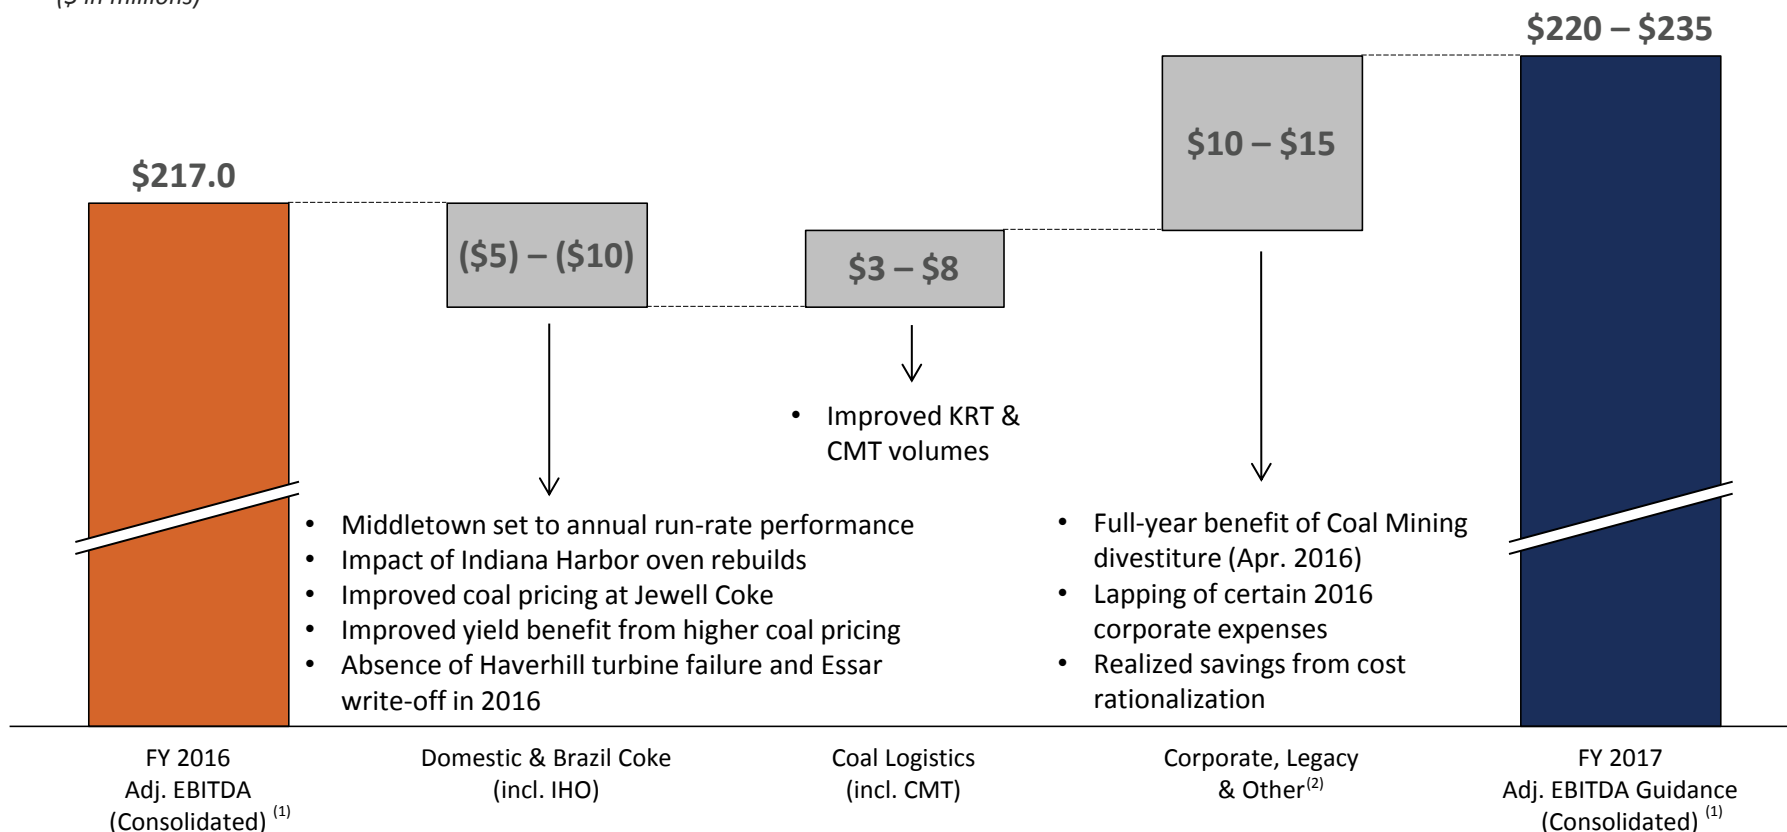 ($ in millions)
$220 – $235
$217.0
($5) – ($10)
$3 – $8
$10 – $15
• Improved KRT &
CMT volumes
• Middletown set to annual run-rate performance
• Impact of Indiana Harbor oven rebuilds
• Improved coal pricing at Jewell Coke
• Improved yield benefit from higher coal pricing
• Absence of Haverhill turbine failure and Essar
write-off in 2016
• Full-year benefit of Coal Mining
divestiture (Apr. 2016)
• Lapping of certain 2016
corporate expenses
• Realized savings from cost
rationalization
FY 2016
Adj. EBITDA
(Consolidated) (1)
Domestic & Brazil Coke
(incl. IHO)
Coal Logistics
(incl. CMT)
Corporate, Legacy
& Other(2)
FY 2017
Adj. EBITDA Guidance
(Consolidated) (1)